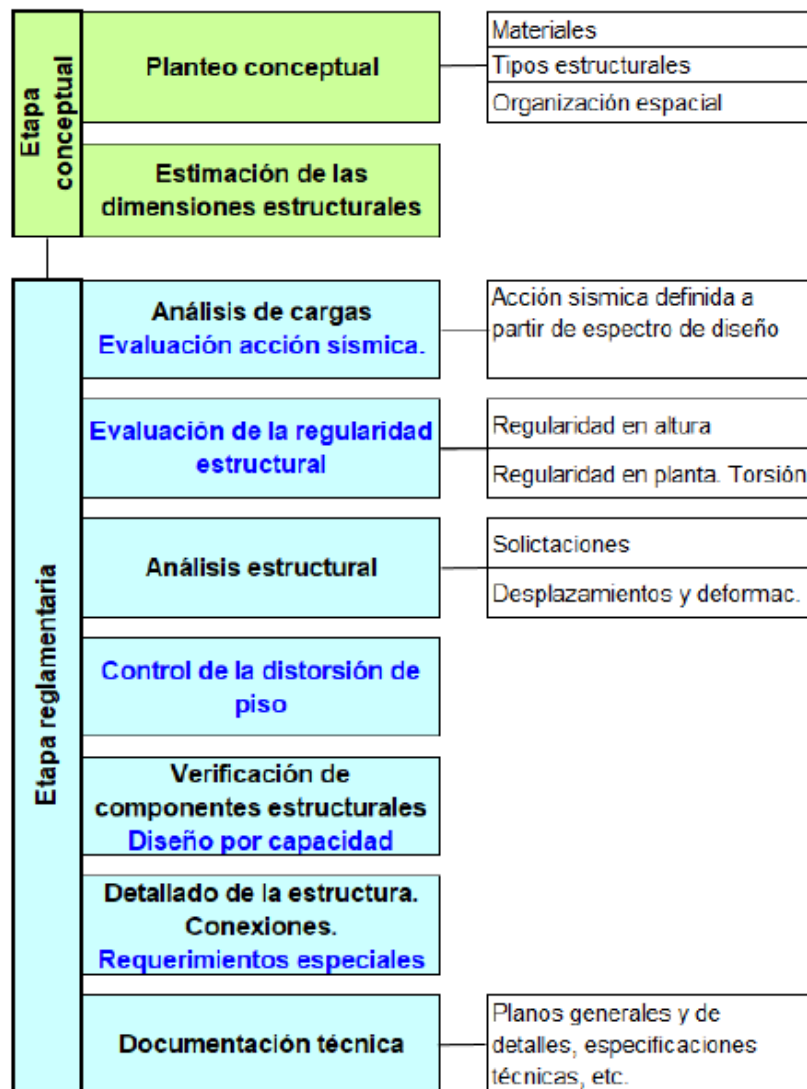 Etapa
conceptual
Planteo conceptual
Materiales
Tipos estructurales
Organización espacial
Estimación de las
dimensiones estructurales
Etapa reglamentaria
Análisis de cargas
Evaluación acción sísmica.
Acción sismica definida a
partir de espectro de diseño
Evaluación de la regularidad
estructural
Regularidad en altura
Regularidad en planta. Torsión
Análisis estructural
Solictaciones
Desplazamientos y deformac.
Control de la distorsión de
piso
Verificación de
componentes estructurales
Diseño por capacidad
Detallado de la estructura.
Conexiones.
Requerimientos especiales
Documentación técnica
Planos generales y de
detalles, especificaciones
técnicas, etc.